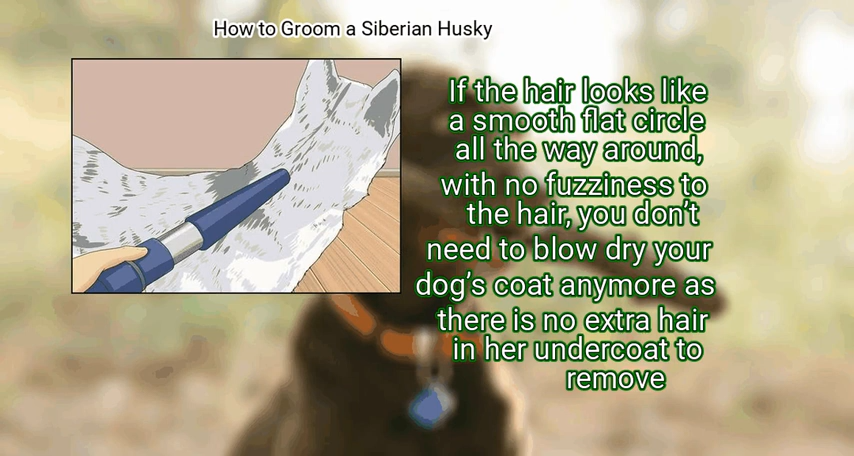 How to Groom a Siberian Husky
If the hair looks like
a smooth flat circle
all the way around,
with no fuzziness to
the hair, you don't
need to blow dry your
dog's coat anymore as
there is no extra hair
in her undercoat to
remove